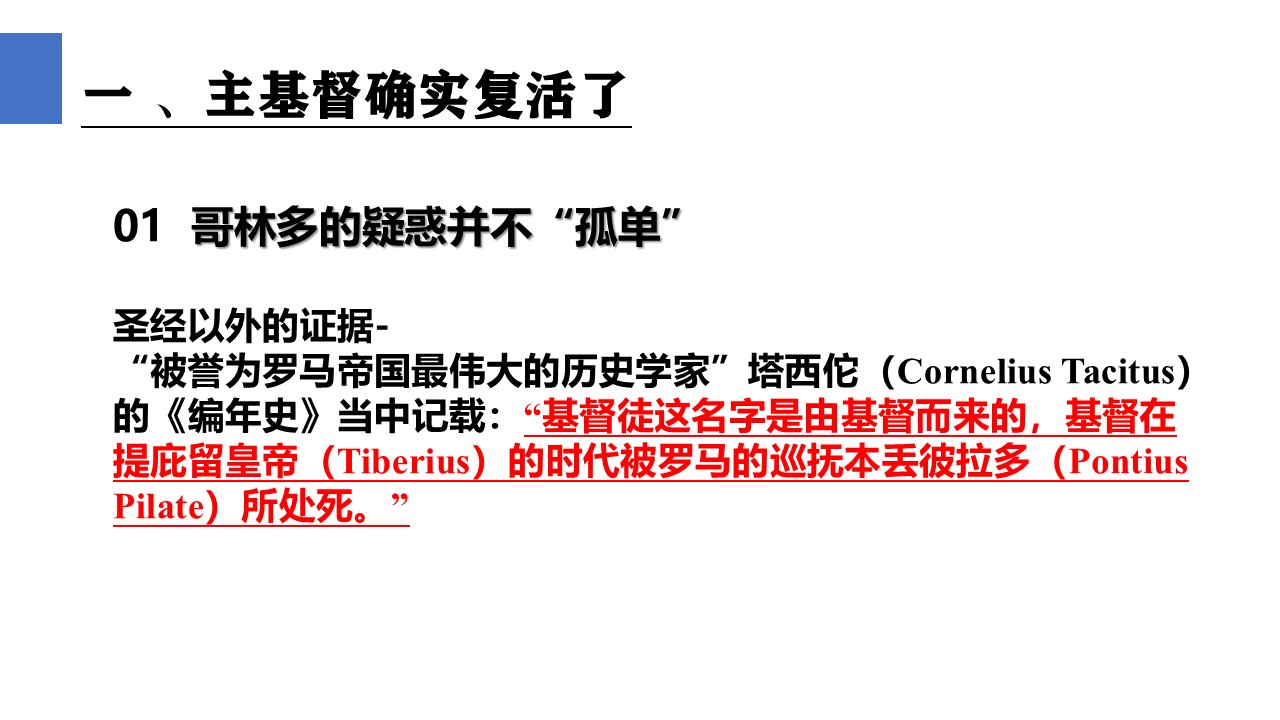 一 、主基督确实复活了
01 哥林多的疑惑并不“孤单”
圣经以外的证据-
“被誉为罗马帝国最伟大的历史学家”塔西佗（Cornelius Tacitus）
的《编年史》当中记载：“基督徒这名字是由基督而来的，基督在
提庇留皇帝（Tiberius）的时代被罗马的巡抚本丢彼拉多（Pontius
Pilate）所处死。”